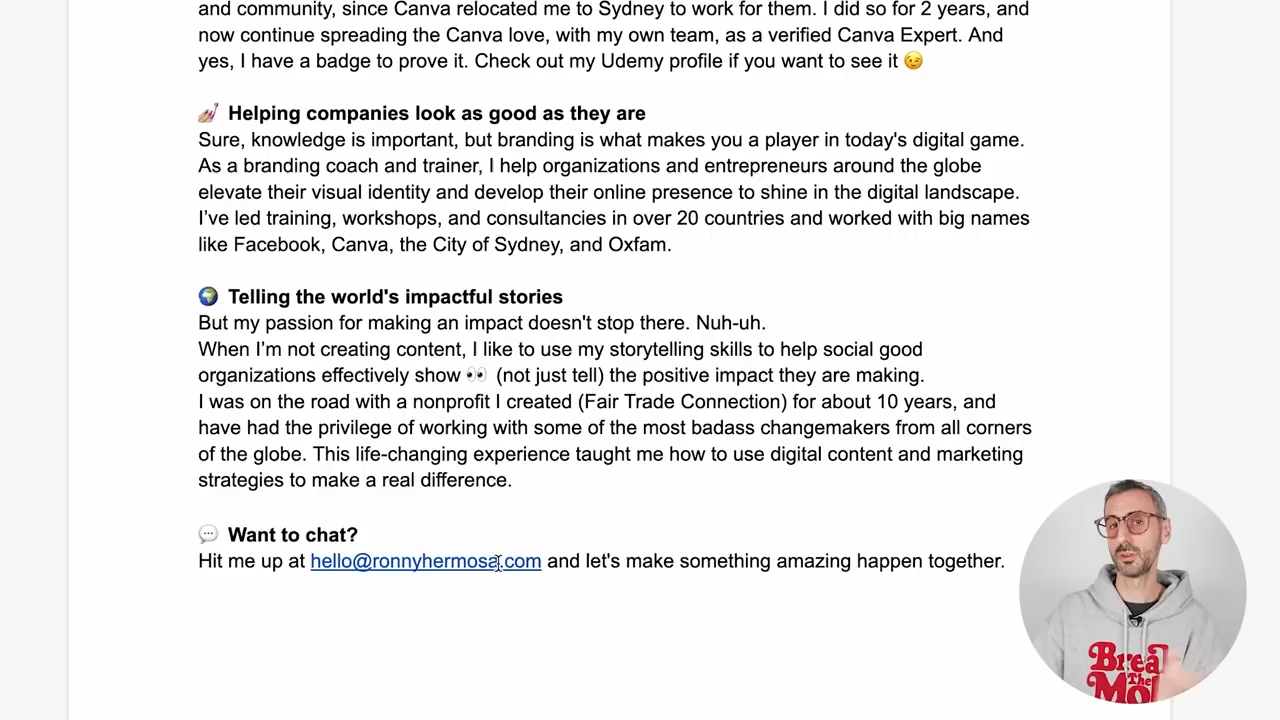 and community, since Canva relocated me to Sydney to work for them. I did so for 2 years, and
now continue spreading the Canva love, with my own team, as a verified Canva Expert. And
yes, I have a badge to prove it. Check out my Udemy profile if you want to see it 😉
💅🏼 Helping companies look as good as they are
Sure, knowledge is important, but branding is what makes you a player in today's digital game.
As a branding coach and trainer, I help organizations and entrepreneurs around the globe
elevate their visual identity and develop their online presence to shine in the digital landscape.
I’ve led training, workshops, and consultancies in over 20 countries and worked with big names
like Facebook, Canva, the City of Sydney, and Oxfam.
🌍 Telling the world's impactful stories
But my passion for making an impact doesn't stop there. Nuh-uh.
When I’m not creating content, I like to use my storytelling skills to help social good
organizations effectively show 👀 (not just tell) the positive impact they are making.
I was on the road with a nonprofit I created (Fair Trade Connection) for about 10 years, and
have had the privilege of working with some of the most badass changemakers from all corners
of the globe. This life-changing experience taught me how to use digital content and marketing
strategies to make a real difference.
💬 Want to chat?
Hit me up at hello@ronnyhermosa.com and let's make something amazing happen together.
Brea
The
Mo